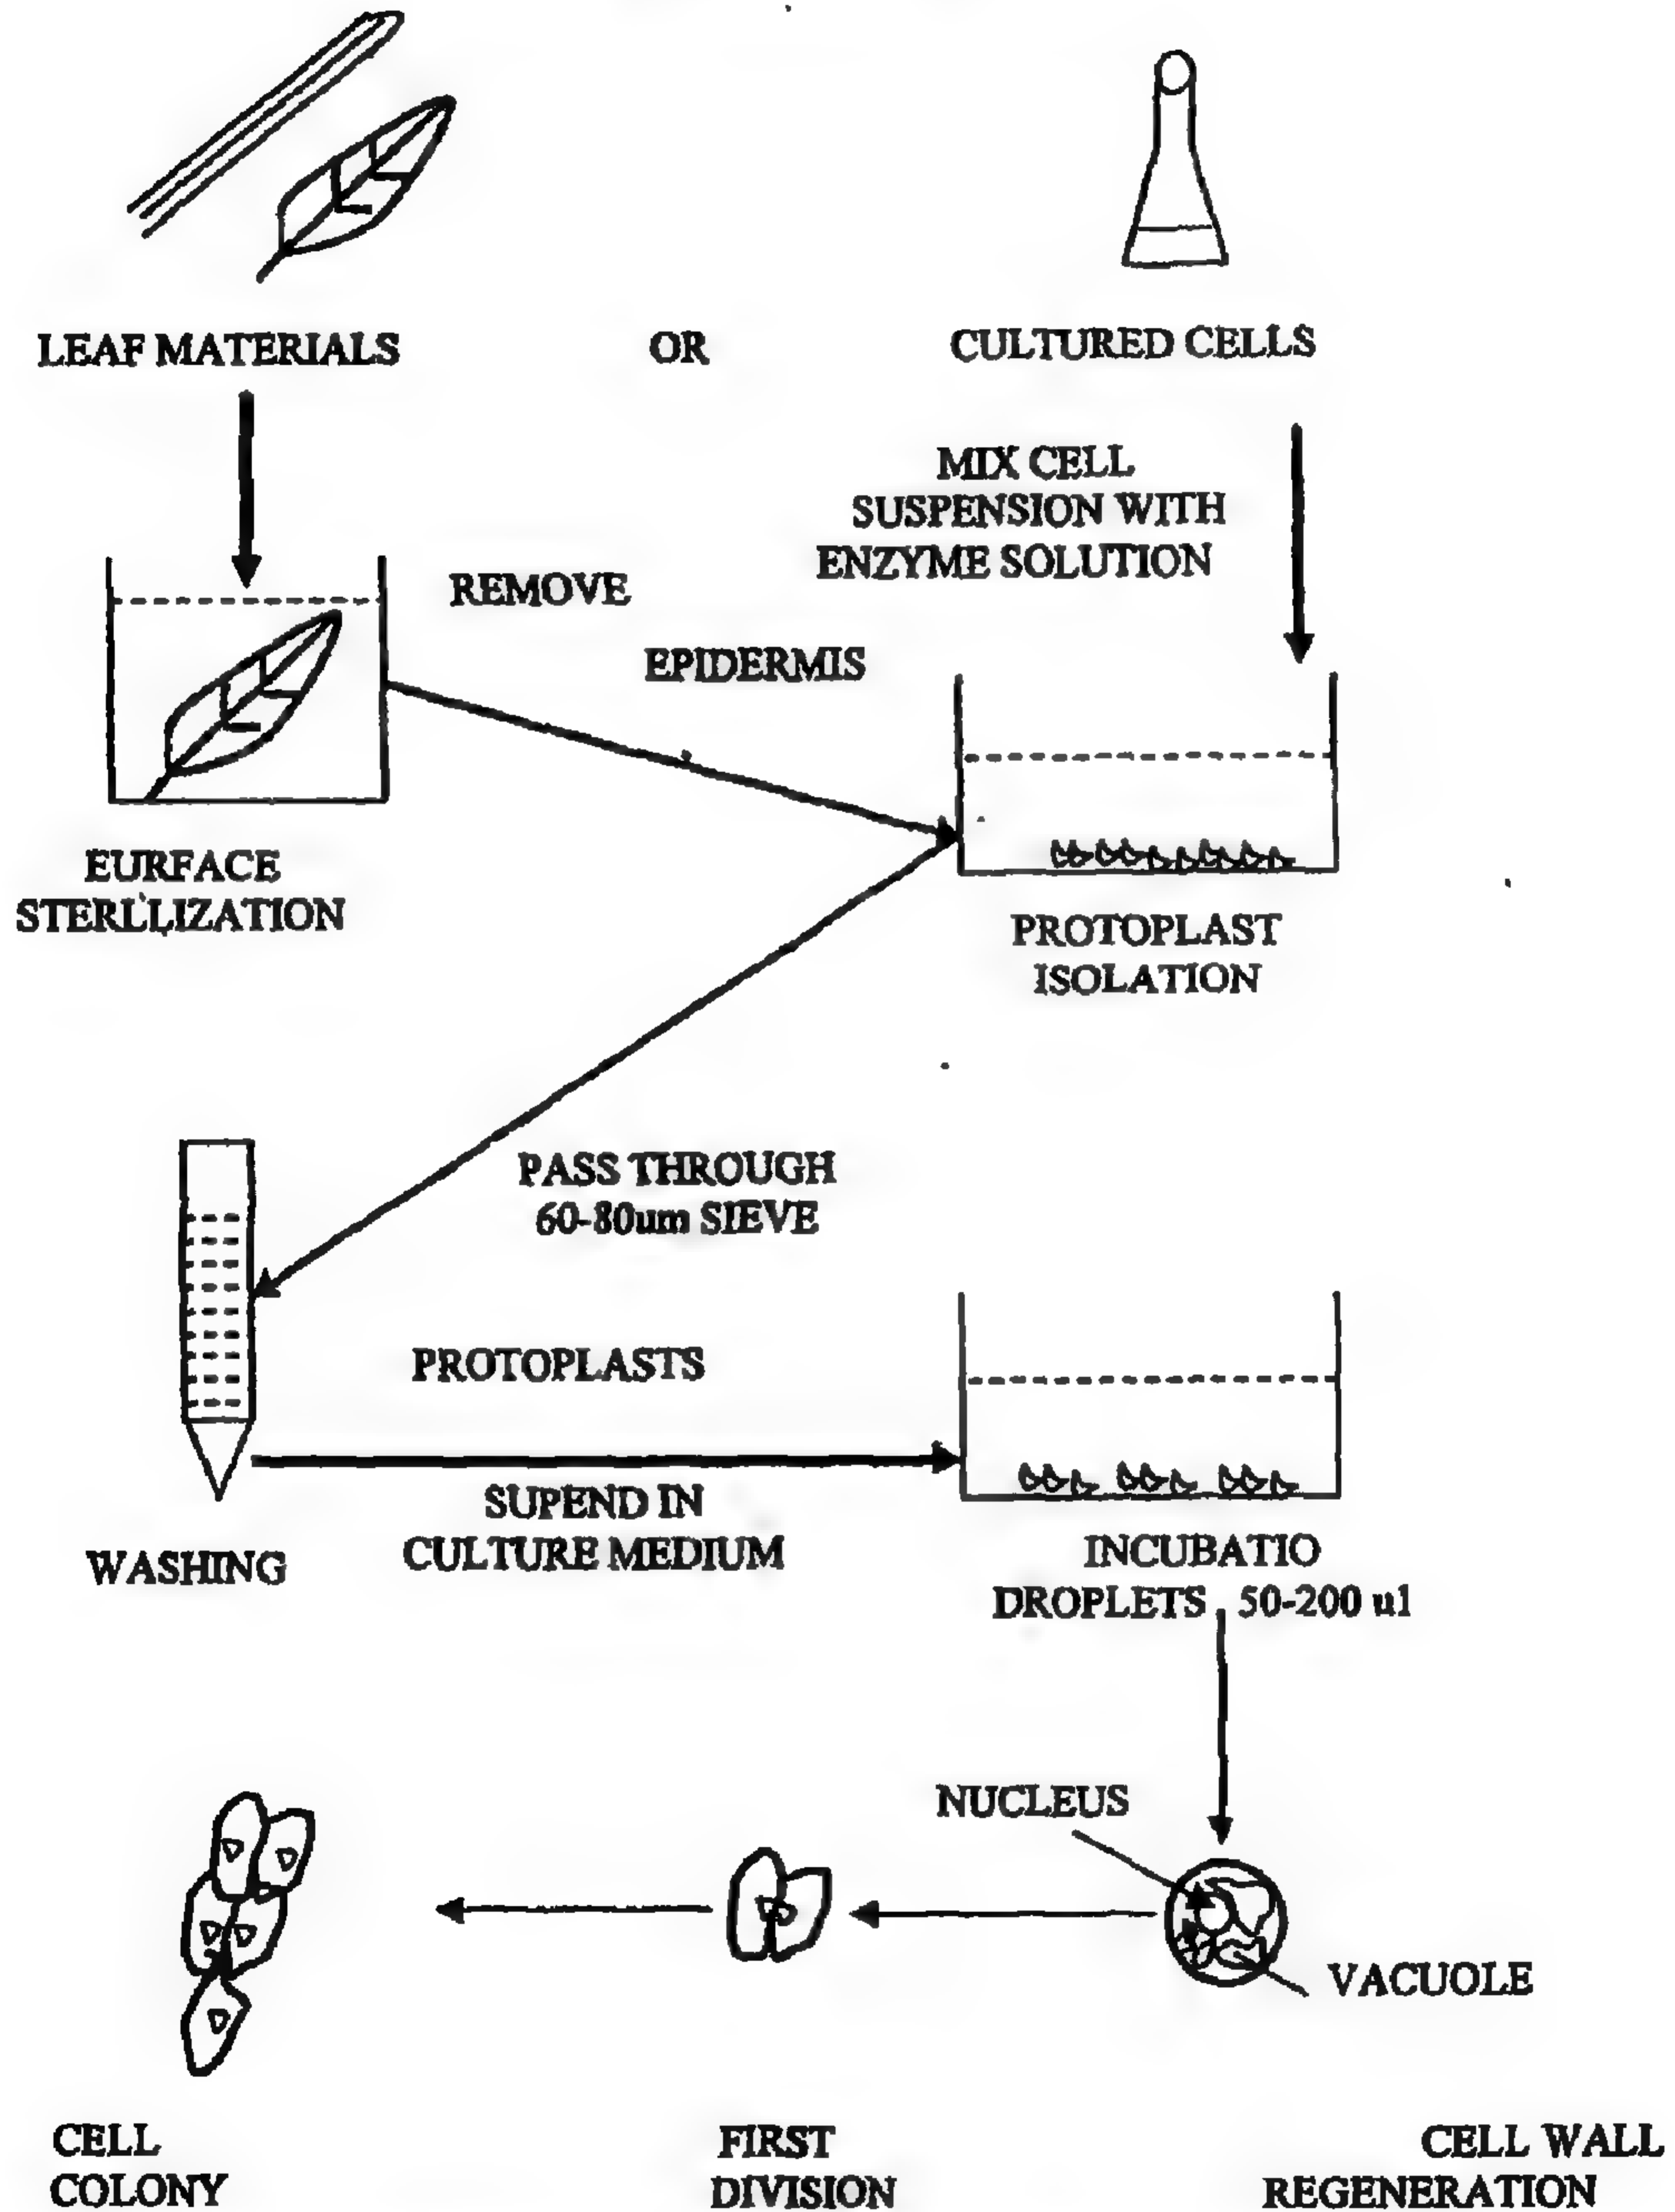 LEAF MATERIALS
OR
CULTURED CELLS
MIX CELL
SUSPENSION WITH
ENZYME SOLUTION
REMOVE
EPIDERMIS
EURFACE
STERLLIZATION
PROTOPLAST
ISOLATION
PASS THROUGH
60-80um SIEVE
PROTOPLASTS
SUPEND IN
CULTURE MEDIUM
WASHING
INCUBATIO
DROPLETS 50-200 ul
NUCLEUS
VACUOLE
CELL
COLONY
FIRST
DIVISION
CELL WALL
REGENERATION